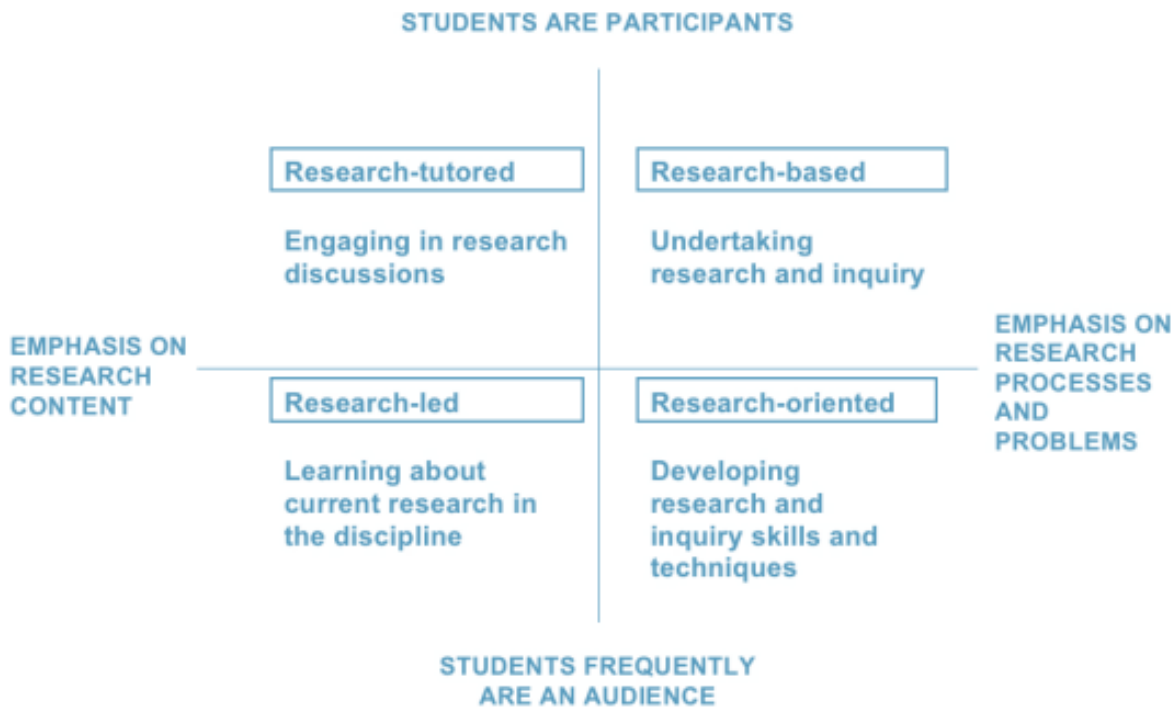 STUDENTS ARE PARTICIPANTS
Research-tutored
Engaging in research
discussions
Research-based
Undertaking
research and inquiry
EMPHASIS ON
RESEARCH
CONTENT
EMPHASIS ON
RESEARCH
PROCESSES
AND
PROBLEMS
Research-led
Learning about
current research in
the discipline
Research-oriented
Developing
research and
inquiry skills and
techniques
STUDENTS FREQUENTLY
ARE AN AUDIENCE